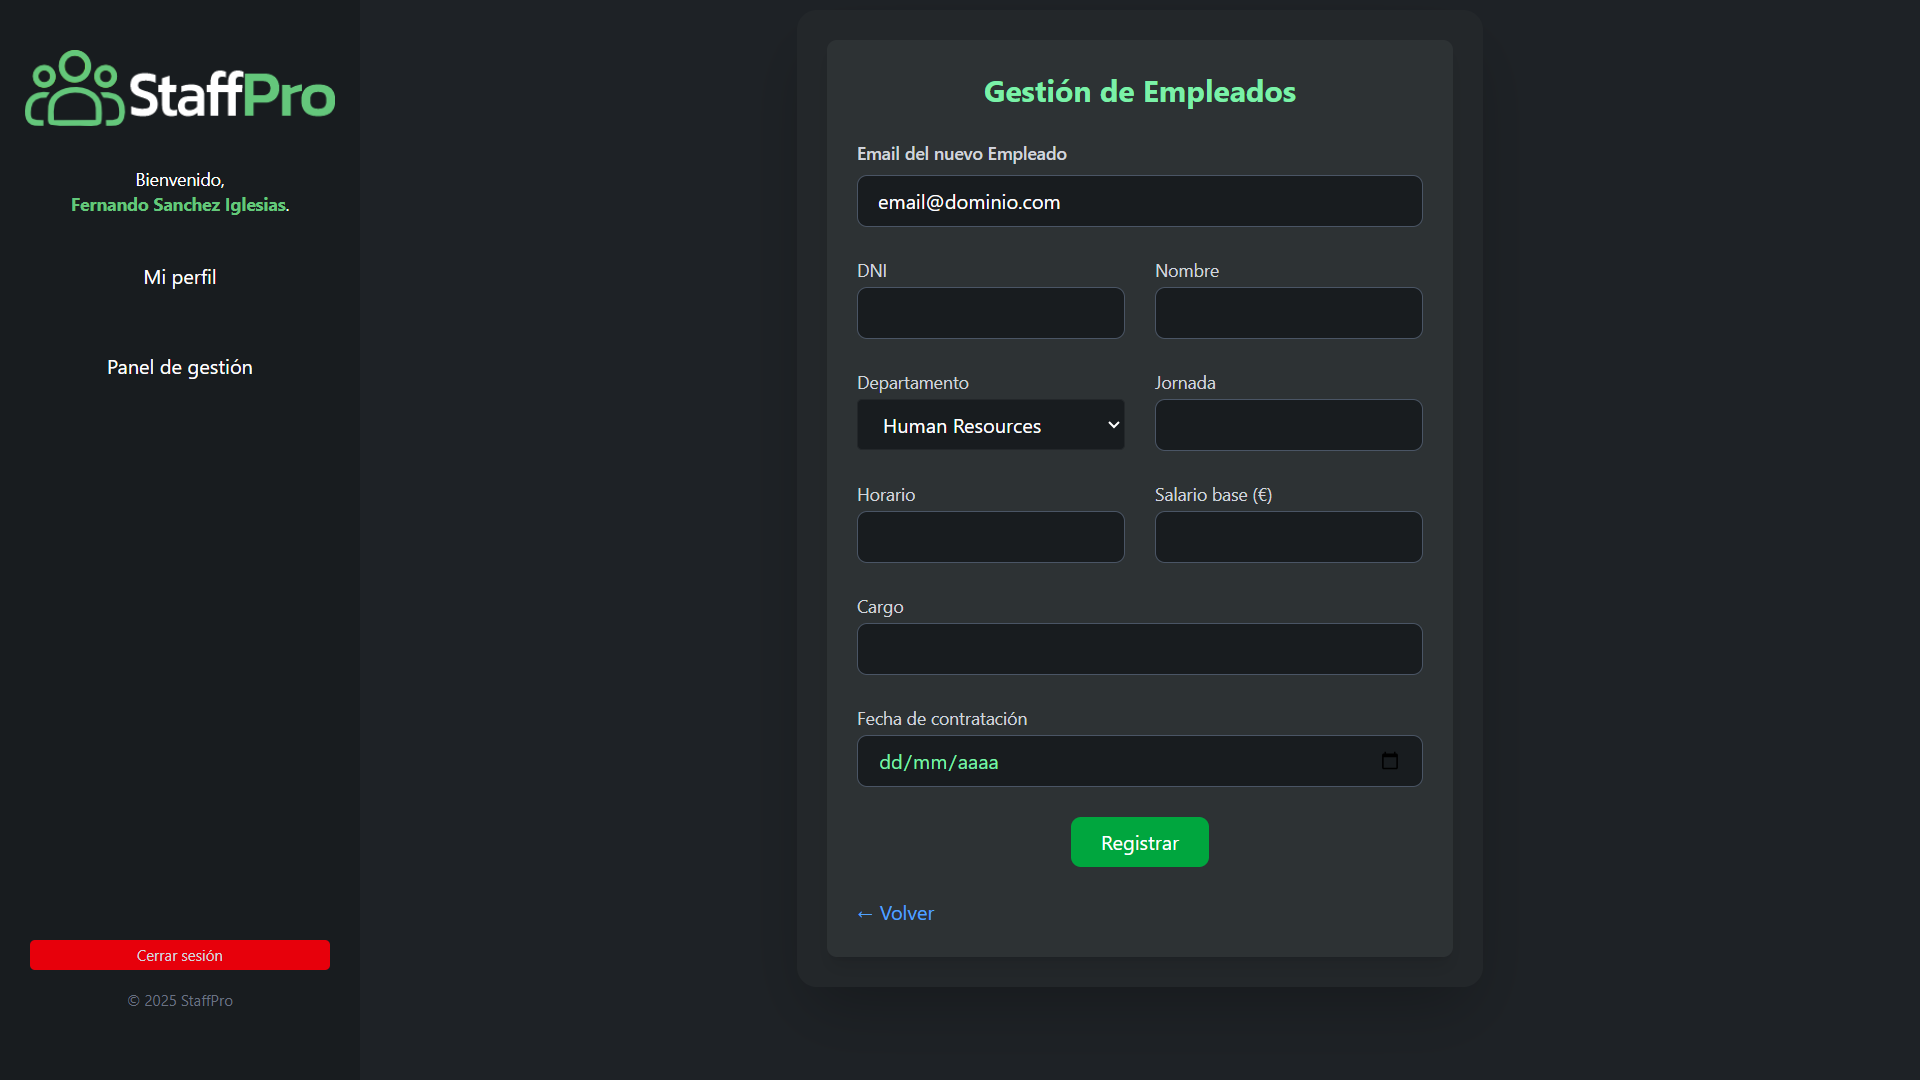 StaffPro
Bienvenido,
Fernando Sanchez Iglesias.
Mi perfil
Panel de gestión
Cerrar sesión
© 2025 StaffPro
Gestión de Empleados
Email del nuevo Empleado
email@dominio.com
DNI
Nombre
Departamento
Jornada
Human Resources
Horario
Salario base (€)
Cargo
Fecha de contratación
dd/mm/aaaa
Registrar
← Volver